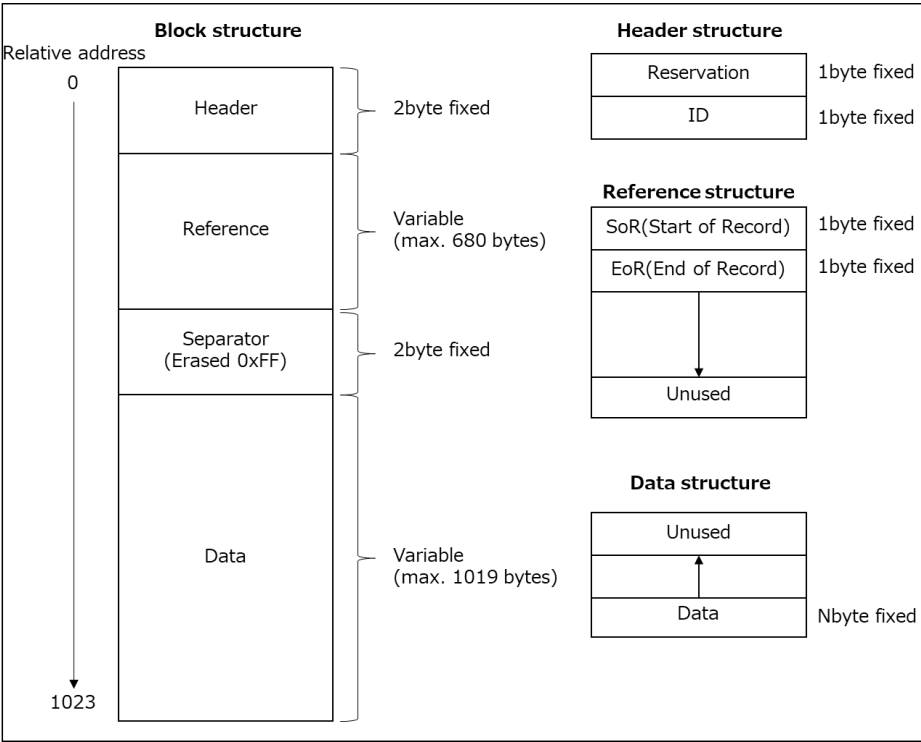 Block structure
Relative address
0
Header
2byte fixed
Reference
Variable
(max. 680 bytes)
Separator
(Erased 0xFF)
2byte fixed
Data
Variable
(max. 1019 bytes)
1023
Header structure
Reservation
1byte fixed
ID
1byte fixed
Reference structure
SoR(Start of Record)
1byte fixed
EoR(End of Record)
1byte fixed
Unused
Data structure
Unused
Data
Nbyte fixed